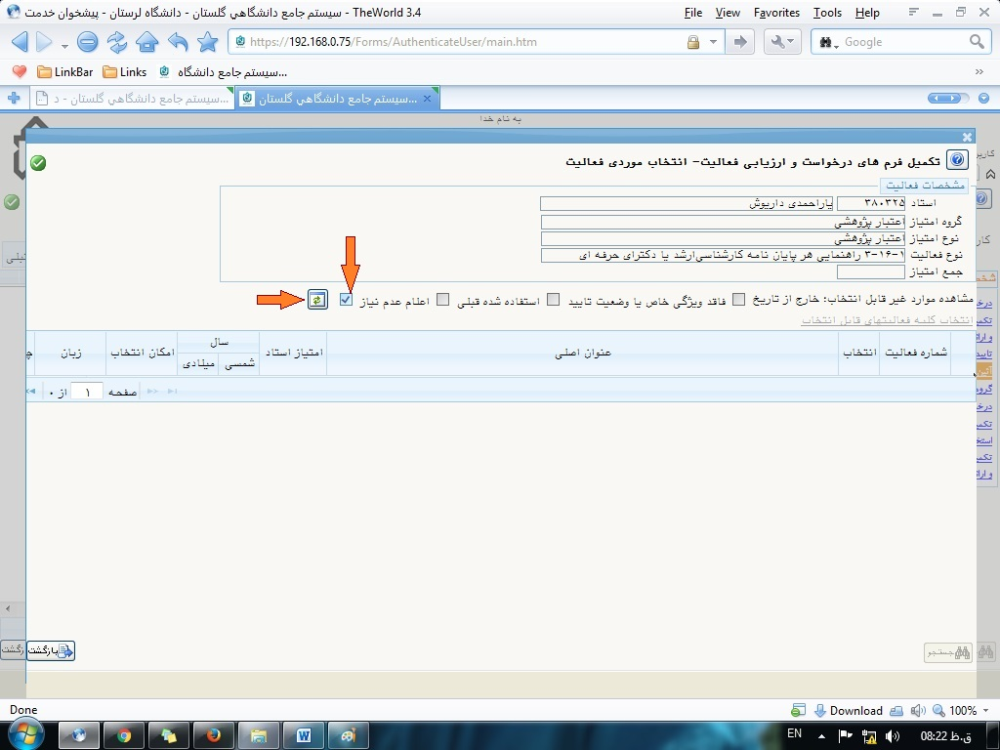 سيستم جامع دانشگاهي گلستان - دانشگاه لرستان - پیشخوان خدمت - TheWorld 3.4
File View Favorites Tools Help
https://192.168.0.75/Forms/AuthenticateUser/main.htm
Google
LinkBar Links سیستم جامع دانشگاه...
سیستم جامع دانشگاهي گلستان - د...
سیستم جامع دانشگاهي گلستان...
به نام خدا
تکمیل فرم های درخواست و ارزیابی فعالیت- انتخاب موردی فعالیت
مشخصات فعالیت
استاد ۳۸۰۳۲۵ یاراحمدی داریوش
گروه امتیاز اعتبار پژوهشی
نوع امتیاز اعتبار پژوهشی
نوع فعالیت ۱-۱۶-۳ راهنمایی هر پایان نامه کارشناسی‌ارشد یا دکترای حرفه ای
جمع امتیاز
مشاهده موارد غیر قابل انتخاب: خارج از تاریخ فاقد ویژگی خاص یا وضعیت تایید استفاده شده قبلی اعلام عدم نیاز
انتخاب کلیه فعالیتهای قابل انتخاب
شماره فعالیت انتخاب عنوان اصلی امتیاز استاد سال شمسی میلادی امکان انتخاب زبان
صفحه ۱ از ۰
جستجو
بازگشت
Done
Download 100%
EN 08:22 ق.ظ